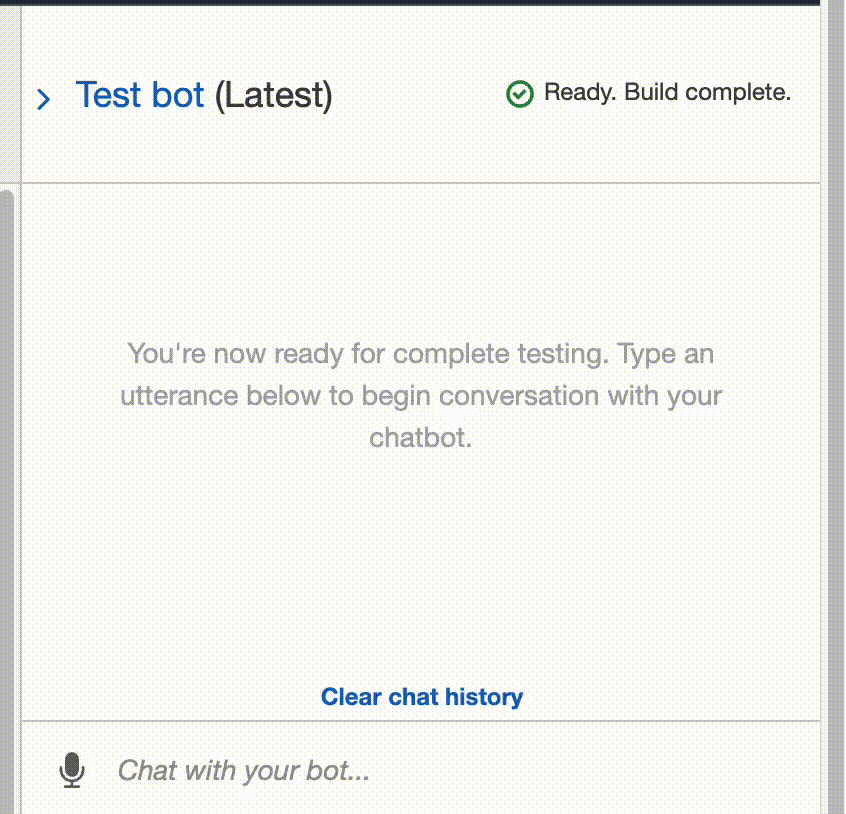 Test bot (Latest)
Ready. Build complete.
You're now ready for complete testing. Type an
utterance below to begin conversation with your
chatbot.
Clear chat history
Chat with your bot...